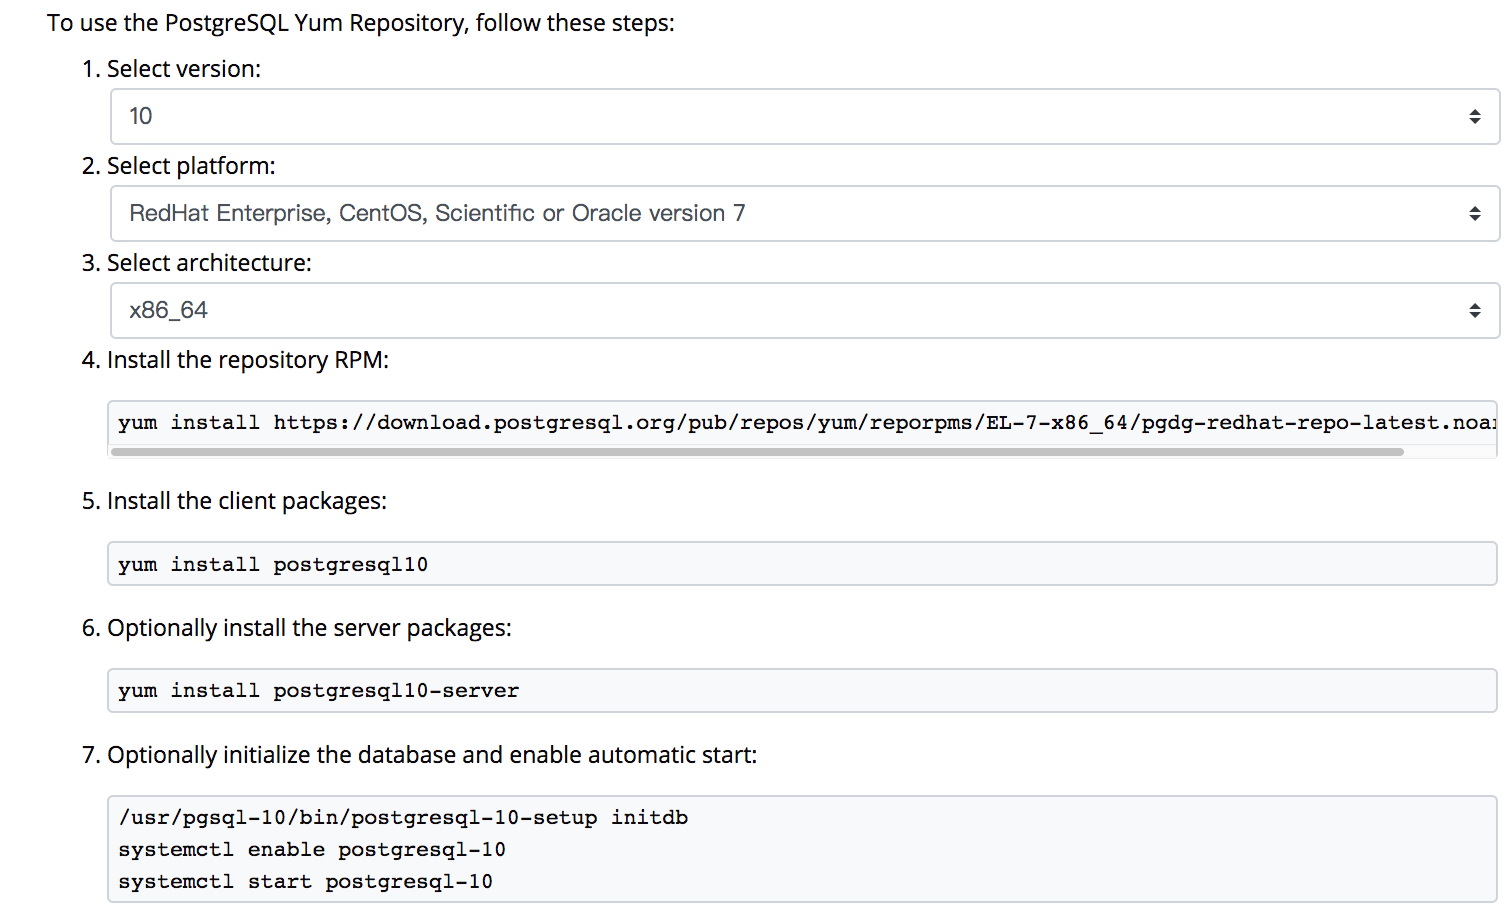 To use the PostgreSQL Yum Repository, follow these steps:
1. Select version:
10
2. Select platform:
RedHat Enterprise, CentOS, Scientific or Oracle version 7
3. Select architecture:
x86_64
4. Install the repository RPM:
yum install https://download.postgresql.org/pub/repos/yum/reporpms/EL-7-x86_64/pgdg-redhat-repo-latest.noa
5. Install the client packages:
yum install postgresql10
6. Optionally install the server packages:
yum install postgresql10-server
7. Optionally initialize the database and enable automatic start:
/usr/pgsql-10/bin/postgresql-10-setup initdb
systemctl enable postgresql-10
systemctl start postgresql-10